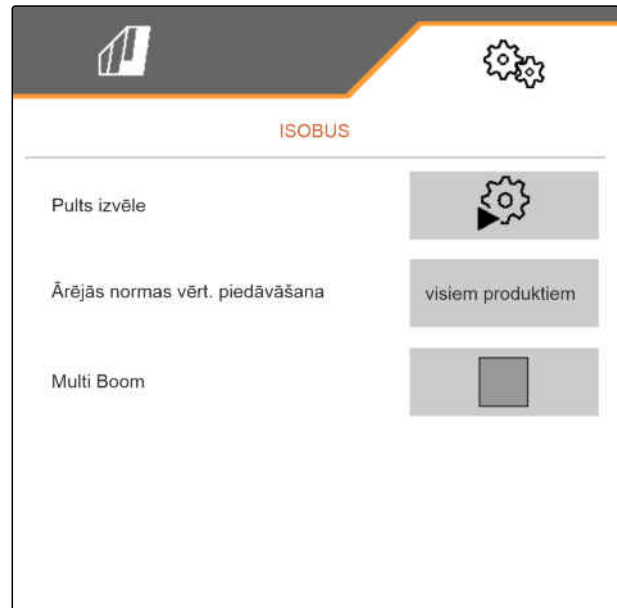 ISOBUS
Pults izvēle
Ārējās normas vērt. piedāvāšana
visiem produktiem
Multi Boom